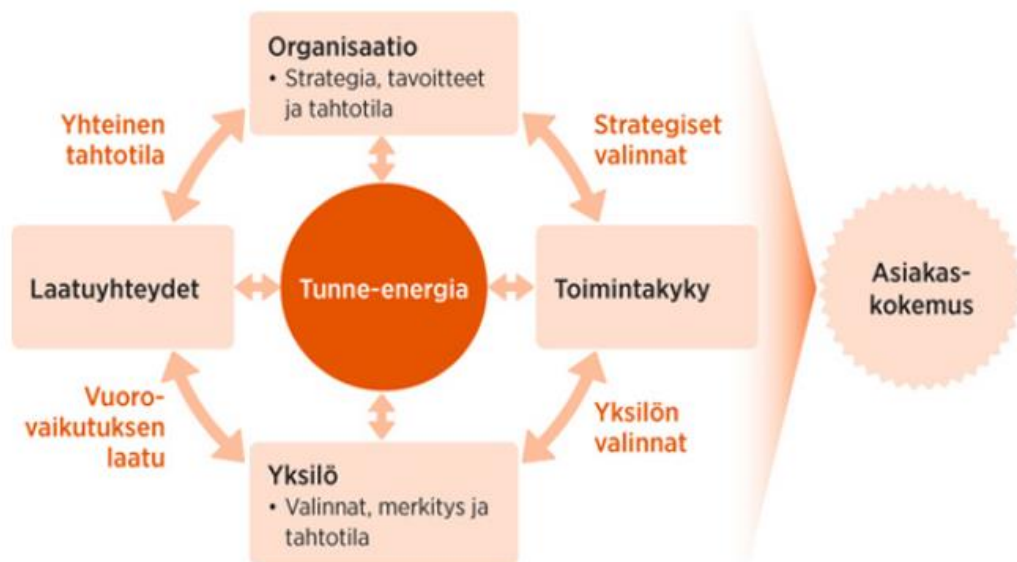 Organisaatio
• Strategia, tavoitteet
ja tahtotila
Yhteinen
tahtotila
Strategiset
valinnat
Laatuyhteydet
Tunne-energia
Toimintakyky
Asiakas-
kokemus
Vuoro-
vaikutuksen
laatu
Yksilön
valinnat
Yksilö
• Valinnat, merkitys ja
tahtotila